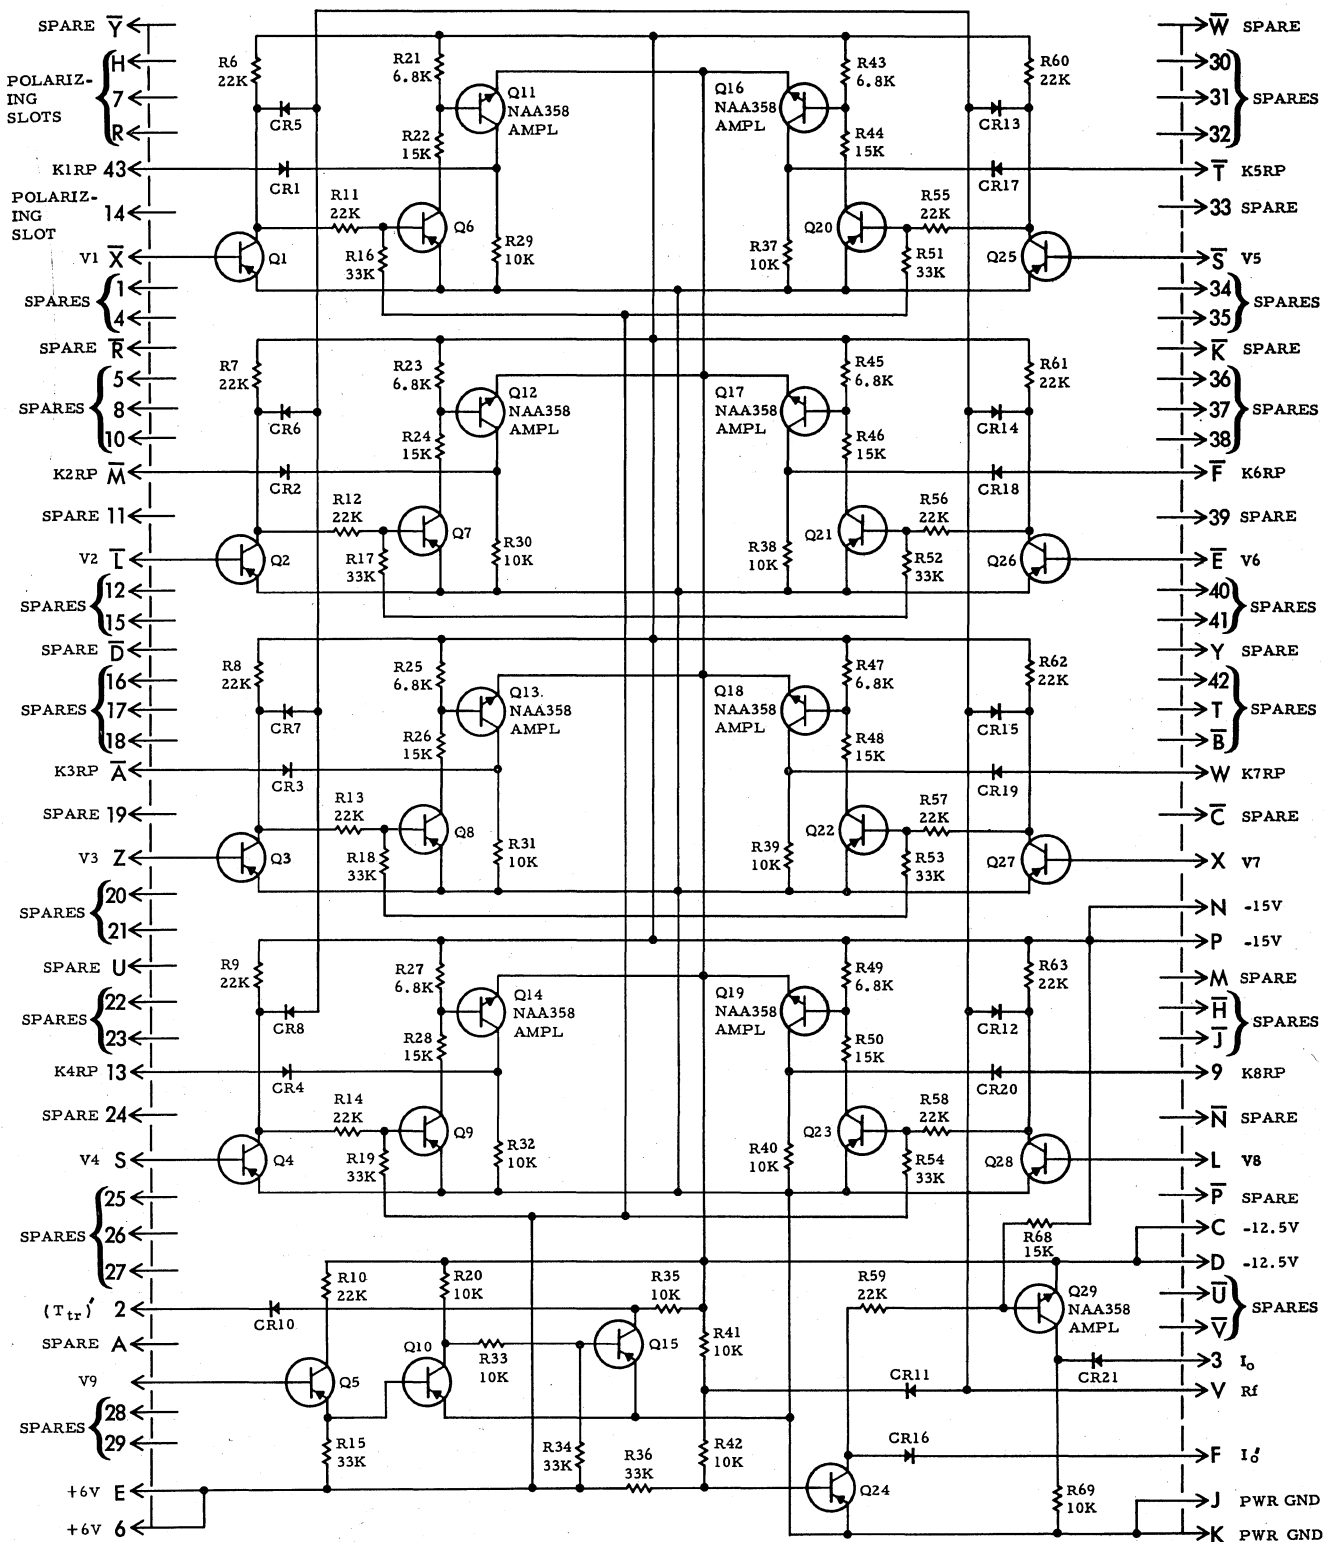 SPARE Y̅
POLARIZ-
ING
SLOTS
H
7
R
K1RP 43
POLARIZ-
ING
SLOT
14
V1 X̅
SPARES
1
4
SPARE R̅
SPARES
5
8
10
K2RP M̅
SPARE 11
V2 L̅
SPARES
12
15
SPARE D̅
SPARES
16
17
18
K3RP A̅
SPARE 19
V3 Z
SPARES
20
21
SPARE U
SPARES
22
23
K4RP 13
SPARE 24
V4 S
SPARES
25
26
27
(Ttr)' 2
SPARE A
V9
SPARES
28
29
+6V E
+6V 6
R6
22K
CR5
CR1
R21
6.8K
R22
15K
Q11
NAA358
AMPL
R11
22K
R16
33K
Q6
R29
10K
Q1
Q16
NAA358
AMPL
R43
6.8K
R44
15K
R60
22K
CR13
CR17
R37
10K
Q20
R55
22K
R51
33K
Q25
R7
22K
CR6
CR2
R23
6.8K
R24
15K
Q12
NAA358
AMPL
R12
22K
R17
33K
Q7
R30
10K
Q2
Q17
NAA358
AMPL
R45
6.8K
R46
15K
R61
22K
CR14
CR18
R38
10K
Q21
R56
22K
R52
33K
Q26
R8
22K
CR7
CR3
R25
6.8K
R26
15K
Q13.
NAA358
AMPL
R13
22K
R18
33K
Q8
R31
10K
Q3
Q18
NAA358
AMPL
R47
6.8K
R48
15K
R62
22K
CR15
CR19
R39
10K
Q22
R57
22K
R53
33K
Q27
R9
22K
CR8
CR4
R27
6.8K
R28
15K
Q14
NAA358
AMPL
R14
22K
R19
33K
Q9
R32
10K
Q4
Q19
NAA358
AMPL
R49
6.8K
R50
15K
R63
22K
CR12
CR20
R40
10K
Q23
R58
22K
R54
33K
Q28
R10
22K
CR10
R20
10K
R35
10K
Q5
Q10
R33
10K
Q15
R41
10K
R15
33K
R34
33K
R36
33K
R42
10K
R59
22K
R68
15K
Q29
NAA358
AMPL
CR21
CR11
CR16
Q24
R69
10K
W̅ SPARE
30
31
32
SPARES
T̅ K5RP
33 SPARE
S̅ V5
34
35
SPARES
K̅ SPARE
36
37
38
SPARES
F̅ K6RP
39 SPARE
E̅ V6
40
41
SPARES
Y SPARE
42
T
B̅
SPARES
W K7RP
C̅ SPARE
X V7
N -15V
P -15V
M SPARE
H̅
J̅
SPARES
9 K8RP
N̅ SPARE
L V8
P̅ SPARE
C -12.5V
D -12.5V
U̅
V̅
SPARES
3 Io
V Rf
F Io'
J PWR GND
K PWR GND